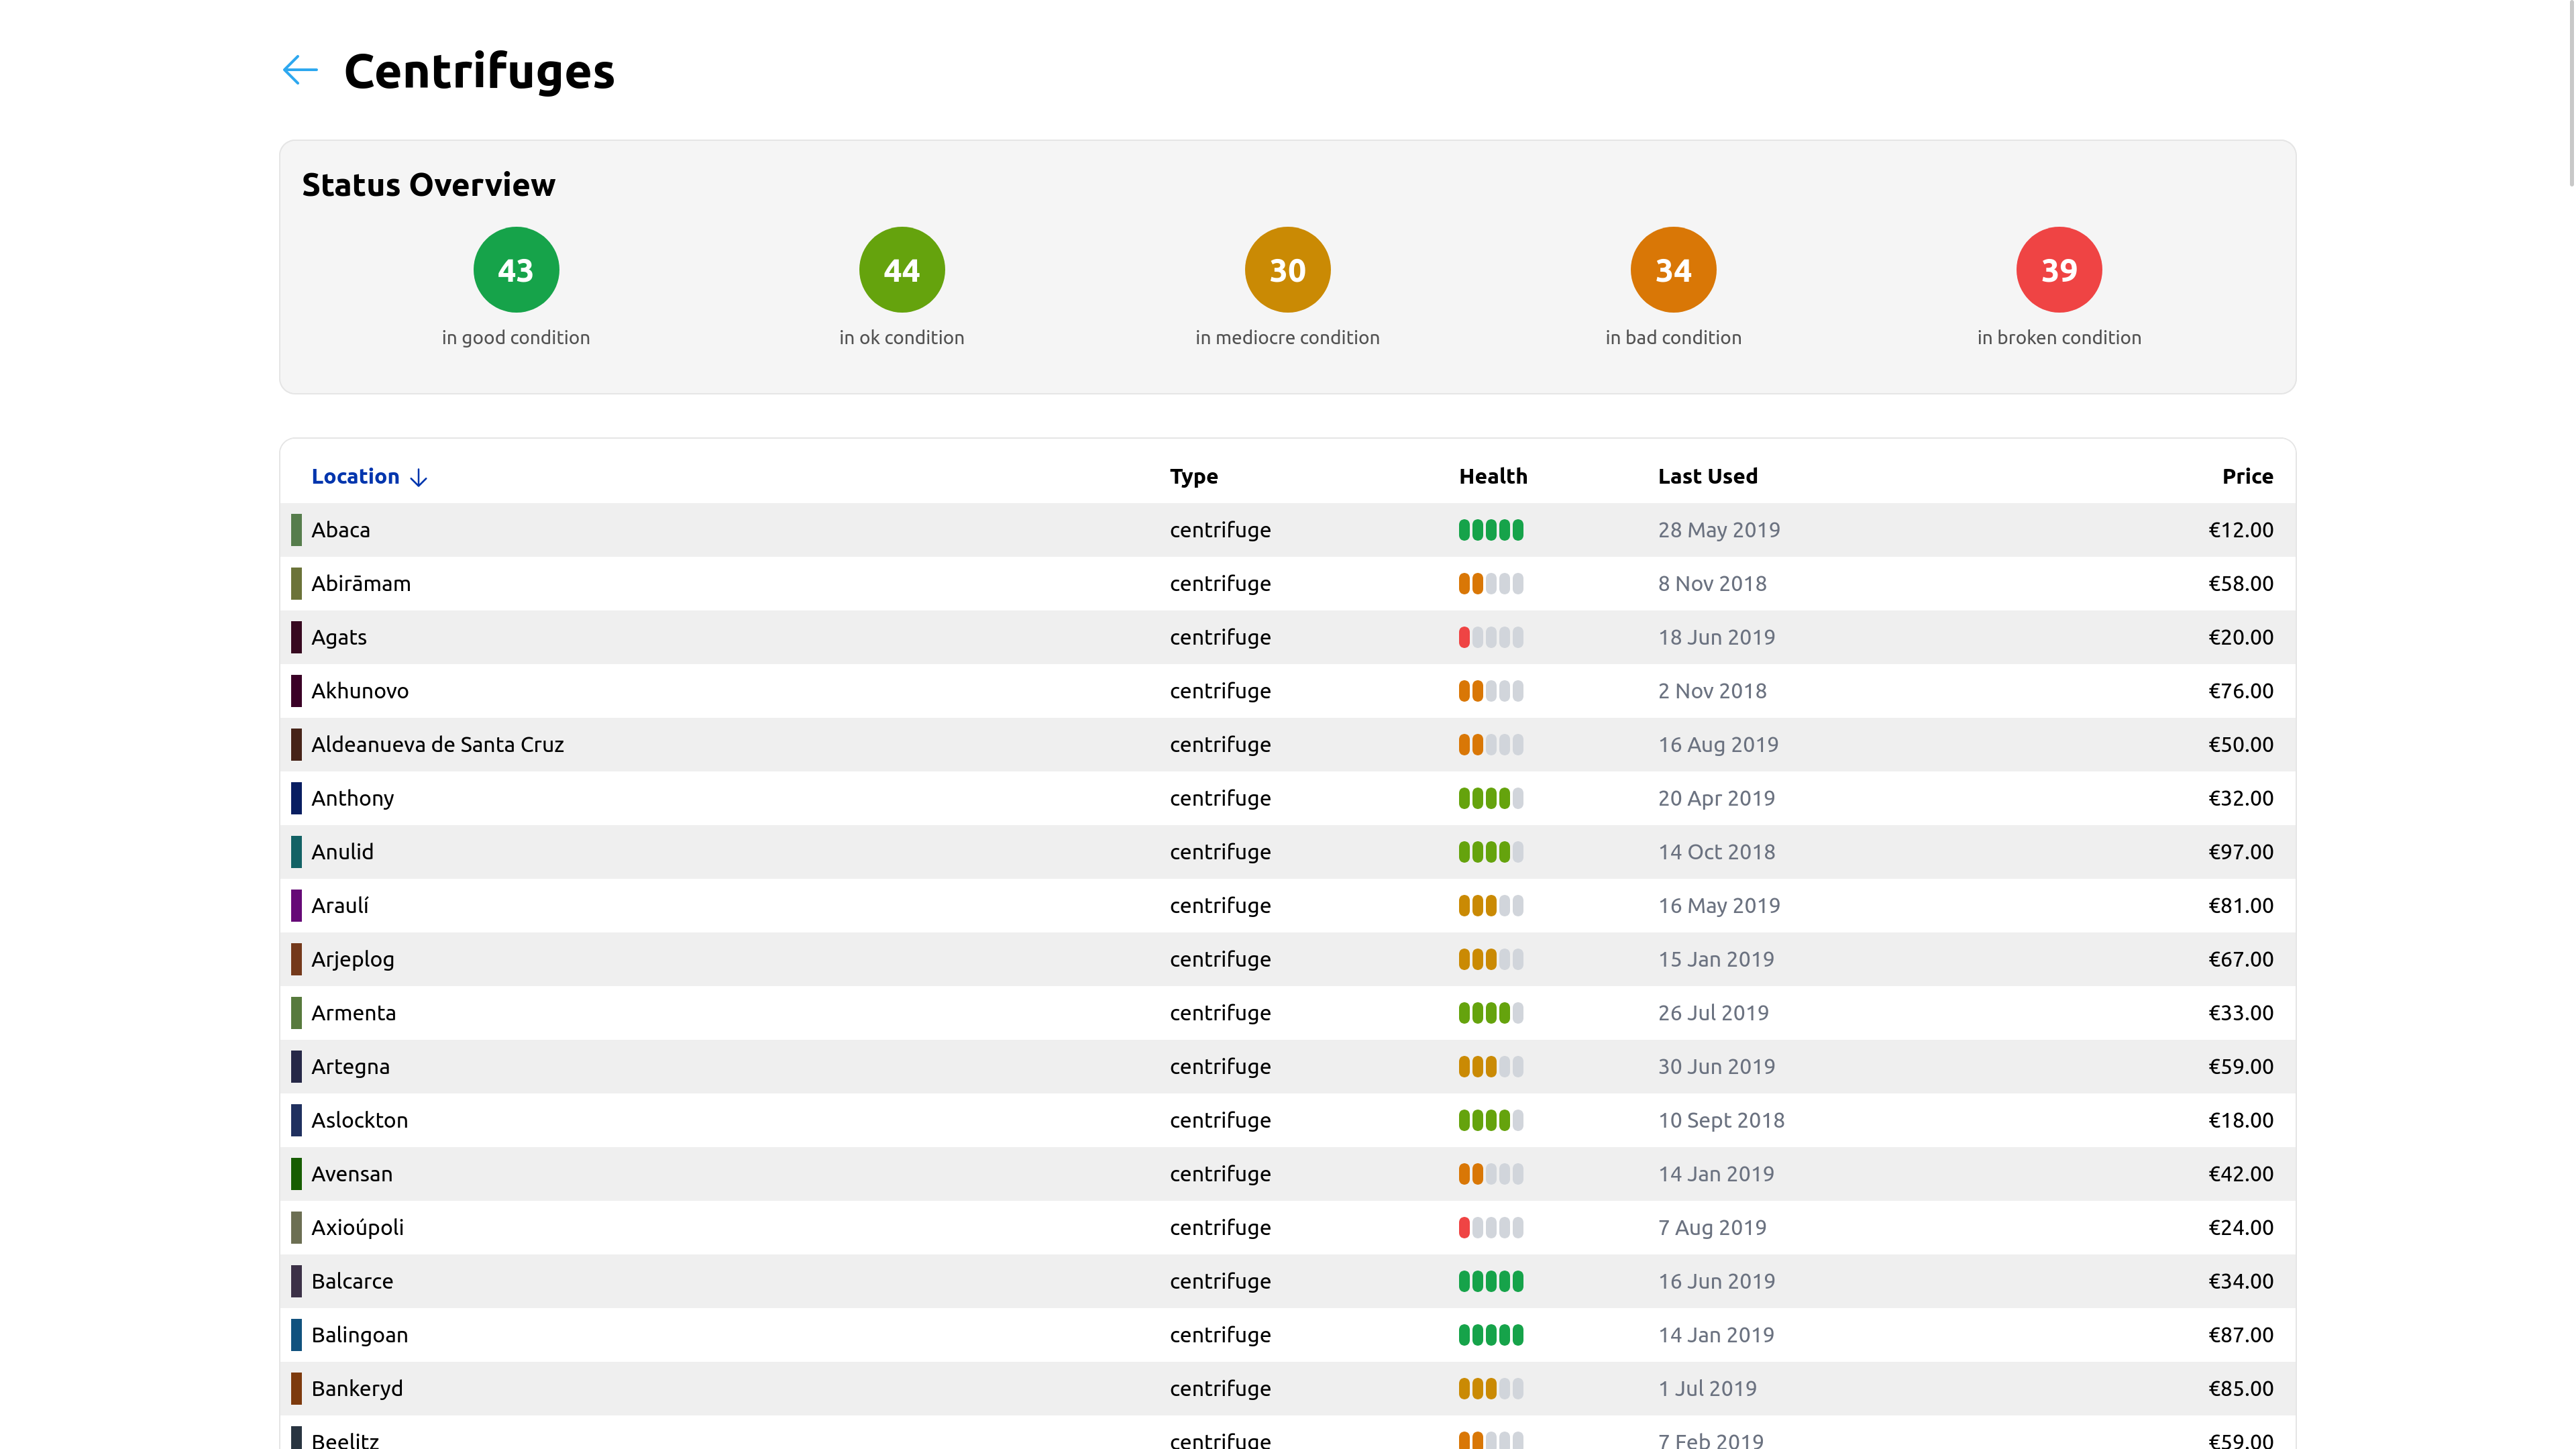 Centrifuges
Status Overview
43 44 30 34 39
in good condition in ok condition in mediocre condition in bad condition in broken condition
Location Type Health Last Used Price
Abaca centrifuge 28 May 2019 €12.00
Abirāmam centrifuge 8 Nov 2018 €58.00
Agats centrifuge 18 Jun 2019 €20.00
Akhunovo centrifuge 2 Nov 2018 €76.00
Aldeanueva de Santa Cruz centrifuge 16 Aug 2019 €50.00
Anthony centrifuge 20 Apr 2019 €32.00
Anulid centrifuge 14 Oct 2018 €97.00
Araulí centrifuge 16 May 2019 €81.00
Arjeplog centrifuge 15 Jan 2019 €67.00
Armenta centrifuge 26 Jul 2019 €33.00
Artegna centrifuge 30 Jun 2019 €59.00
Aslockton centrifuge 10 Sept 2018 €18.00
Avensan centrifuge 14 Jan 2019 €42.00
Axioúpoli centrifuge 7 Aug 2019 €24.00
Balcarce centrifuge 16 Jun 2019 €34.00
Balingoan centrifuge 14 Jan 2019 €87.00
Bankeryd centrifuge 1 Jul 2019 €85.00
Beelitz centrifuge 7 Feb 2019 €59.00